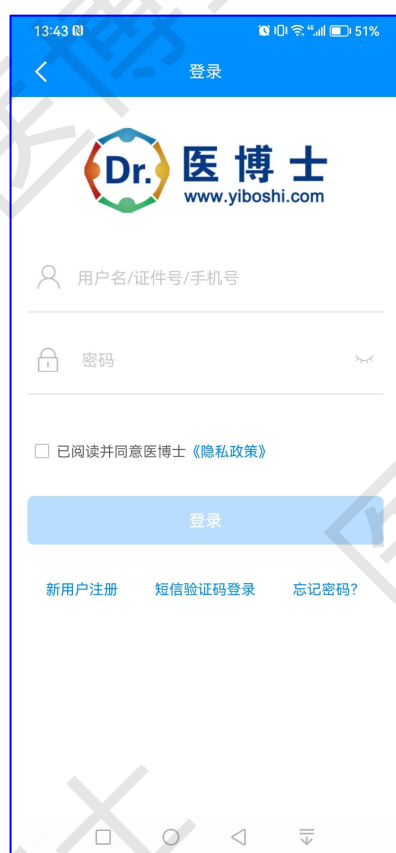 13:43 51%
登录
Dr. 医博士
www.yiboshi.com
用户名/证件号/手机号
密码
已阅读并同意医博士《隐私政策》
登录
新用户注册 短信验证码登录 忘记密码?